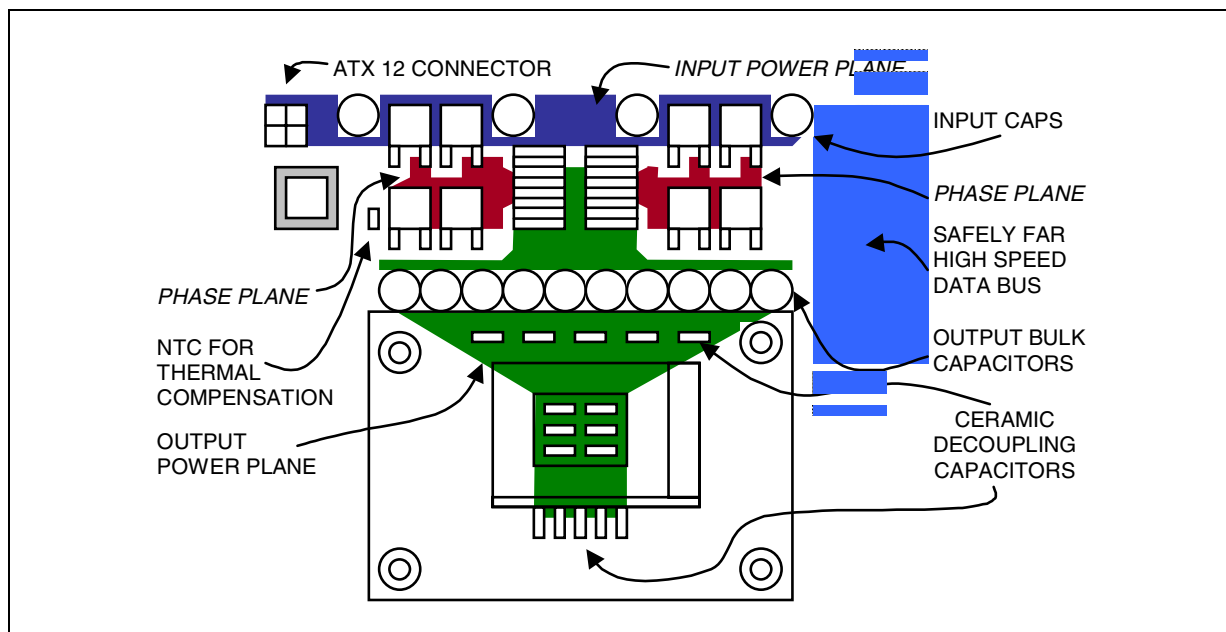 ATX 12 CONNECTOR
INPUT POWER PLANE
INPUT CAPS
PHASE PLANE
SAFELY FAR
HIGH SPEED
DATA BUS
PHASE PLANE
NTC FOR
THERMAL
COMPENSATION
OUTPUT BULK
CAPACITORS
OUTPUT
POWER PLANE
CERAMIC
DECOUPLING
CAPACITORS